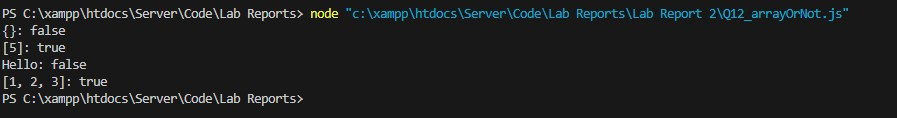 PS C:\xampp\htdocs\Server\Code\Lab Reports> node "c:\xampp\htdocs\Server\Code\Lab Reports\Lab Report 2\Q12_arrayOrNot.js"
{}: false
[5]: true
Hello: false
[1, 2, 3]: true
PS C:\xampp\htdocs\Server\Code\Lab Reports>